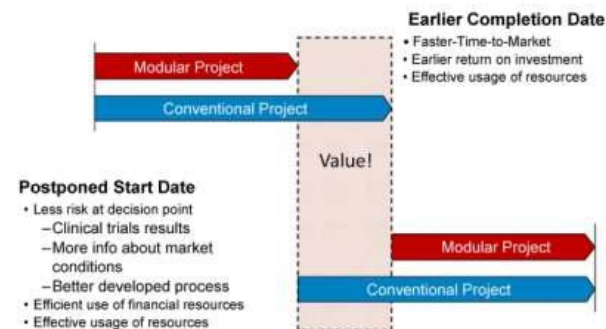 Earlier Completion Date
• Faster-Time-to-Market
• Earlier return on investment
• Effective usage of resources
Modular Project
Conventional Project
Value!
Postponed Start Date
• Less risk at decision point
–Clinical trials results
–More info about market
conditions
–Better developed process
• Efficient use of financial resources
• Effective usage of resources
Modular Project
Conventional Project